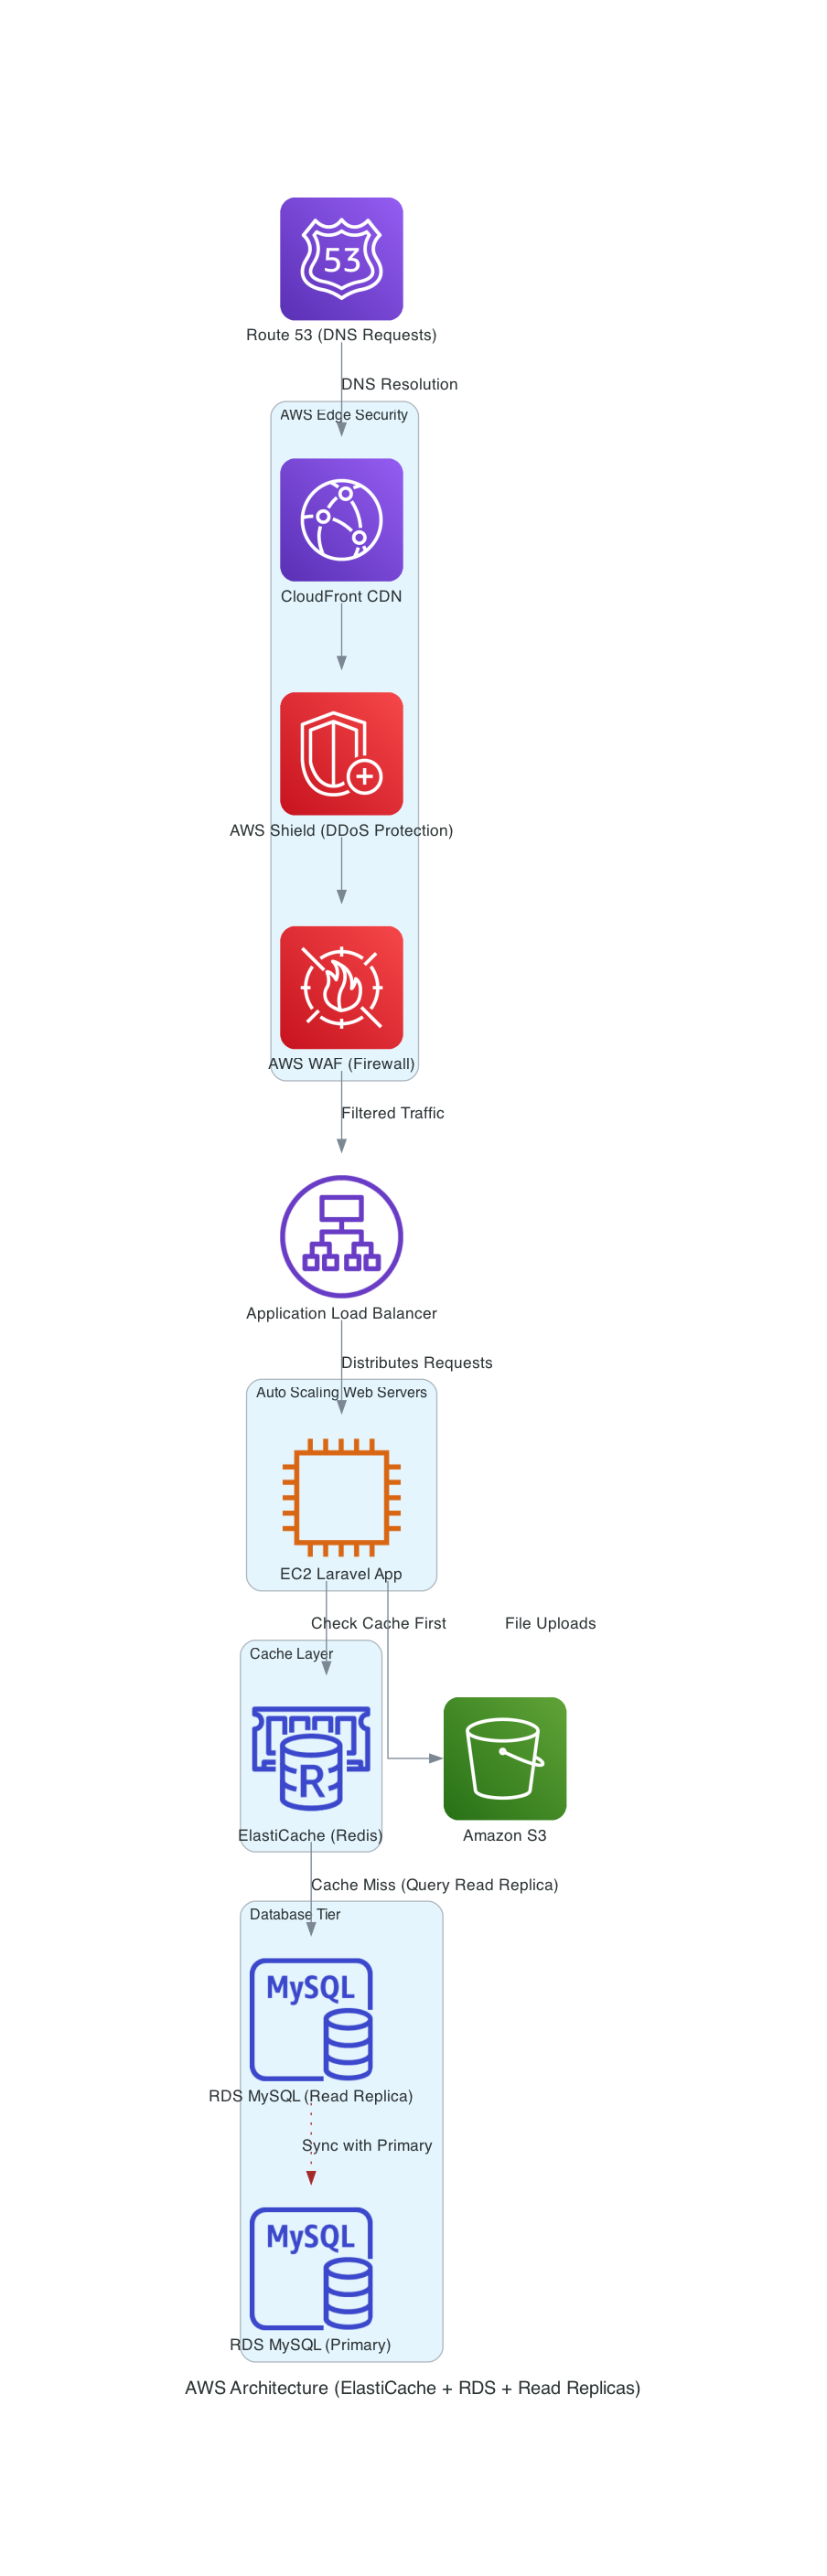 53
Route 53 (DNS Requests)
DNS Resolution
AWS Edge Security
CloudFront CDN
AWS Shield (DDoS Protection)
AWS WAF (Firewall)
Filtered Traffic
Application Load Balancer
Distributes Requests
Auto Scaling Web Servers
EC2 Laravel App
Check Cache First
File Uploads
Cache Layer
R
ElastiCache (Redis)
Amazon S3
Cache Miss (Query Read Replica)
Database Tier
MySQL
RDS MySQL (Read Replica)
Sync with Primary
MySQL
RDS MySQL (Primary)
AWS Architecture (ElastiCache + RDS + Read Replicas)